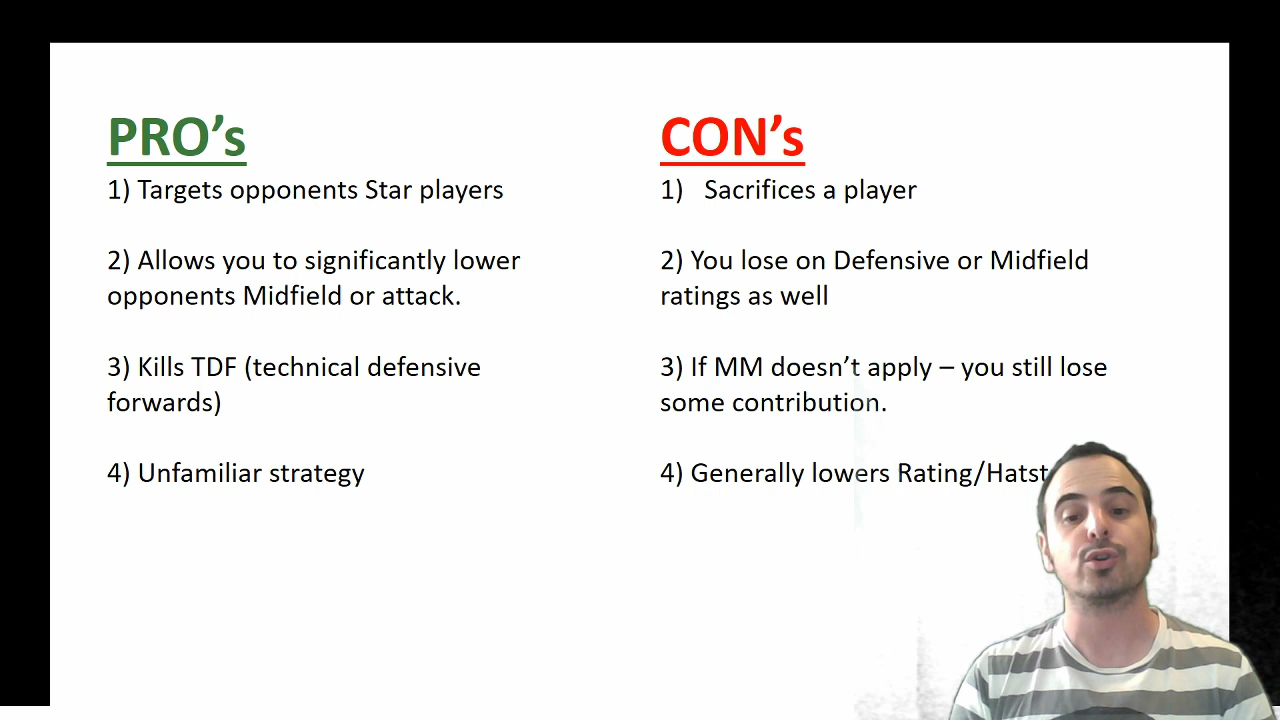 PRO’s
1) Targets opponents Star players
2) Allows you to significantly lower
opponents Midfield or attack.
3) Kills TDF (technical defensive
forwards)
4) Unfamiliar strategy
CON’s
1) Sacrifices a player
2) You lose on Defensive or Midfield
ratings as well
3) If MM doesn’t apply – you still lose
some contribution.
4) Generally lowers